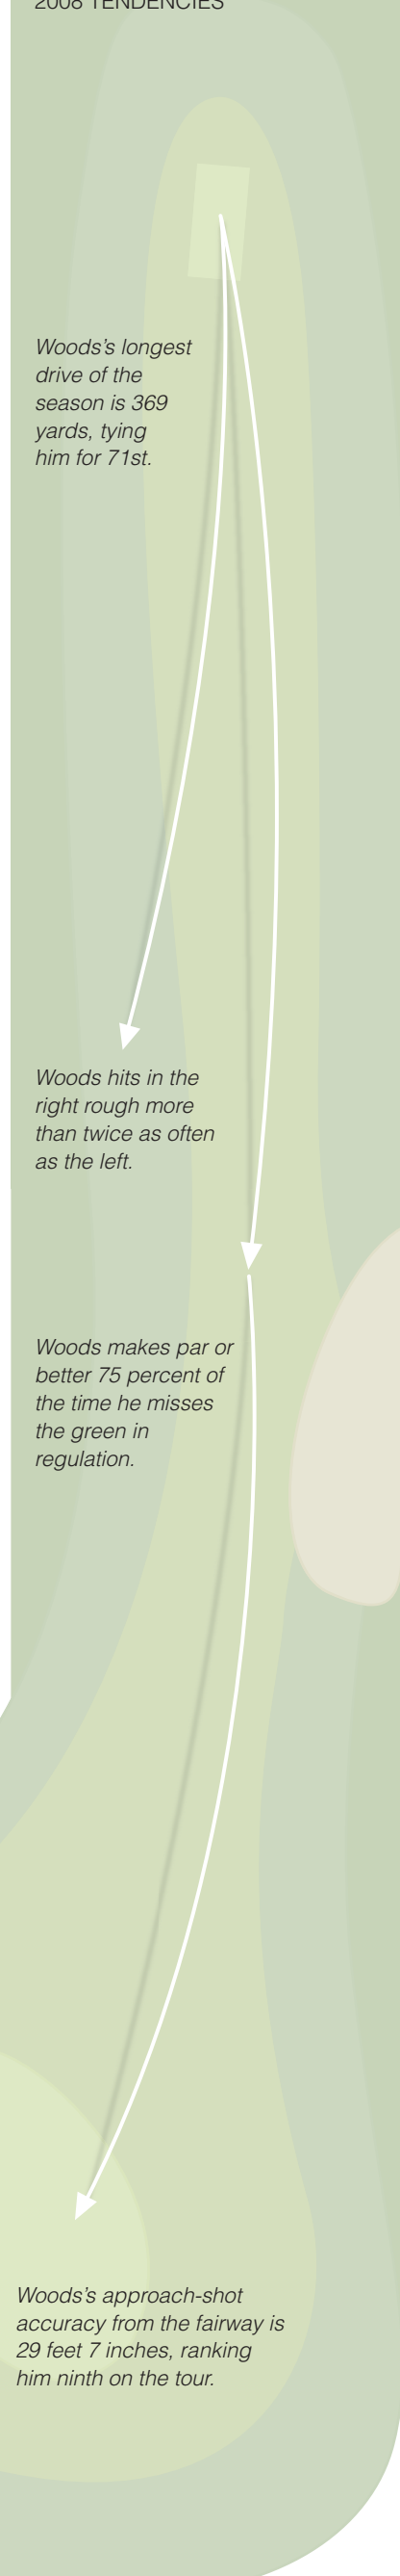 2008 TENDENCIES
Woods’s longest
drive of the
season is 369
yards, tying
him for 71st.
Woods hits in the
right rough more
than twice as often
as the left.
Woods makes par or
better 75 percent of
the time he misses
the green in
regulation.
Woods’s approach-shot
accuracy from the fairway is
29 feet 7 inches, ranking
him ninth on the tour.